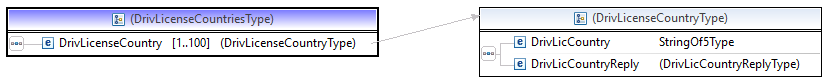 (DrivLicenseCountriesType)
DrivLicenseCountry [1..100] (DrivLicenseCountryType)
(DrivLicenseCountryType)
DrivLicCountry StringOf5Type
DrivLicCountryReply (DrivLicCountryReplyType)